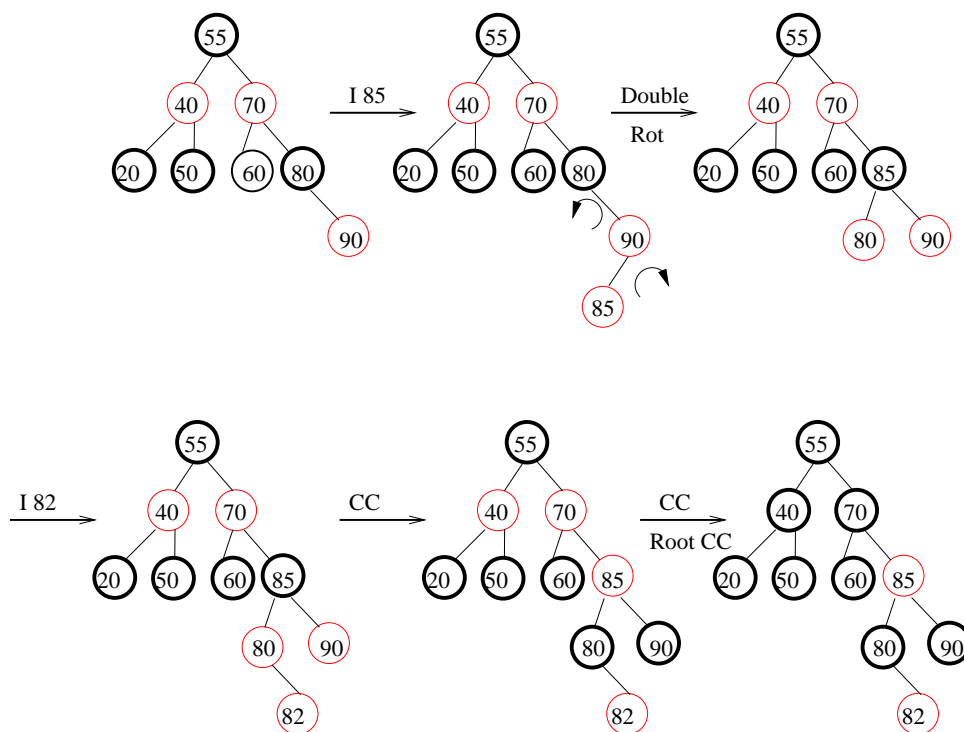 55 55 55
40 70 I 85 40 70 Double Rot 40 70
20 50 60 80 20 50 60 80 20 50 60 85
90 90 80 90
85
55 55 55
I 82 40 70 CC 40 70 CC Root CC 40 70
20 50 60 85 20 50 60 85 20 50 60 85
80 90 80 90 80 90
82 82 82